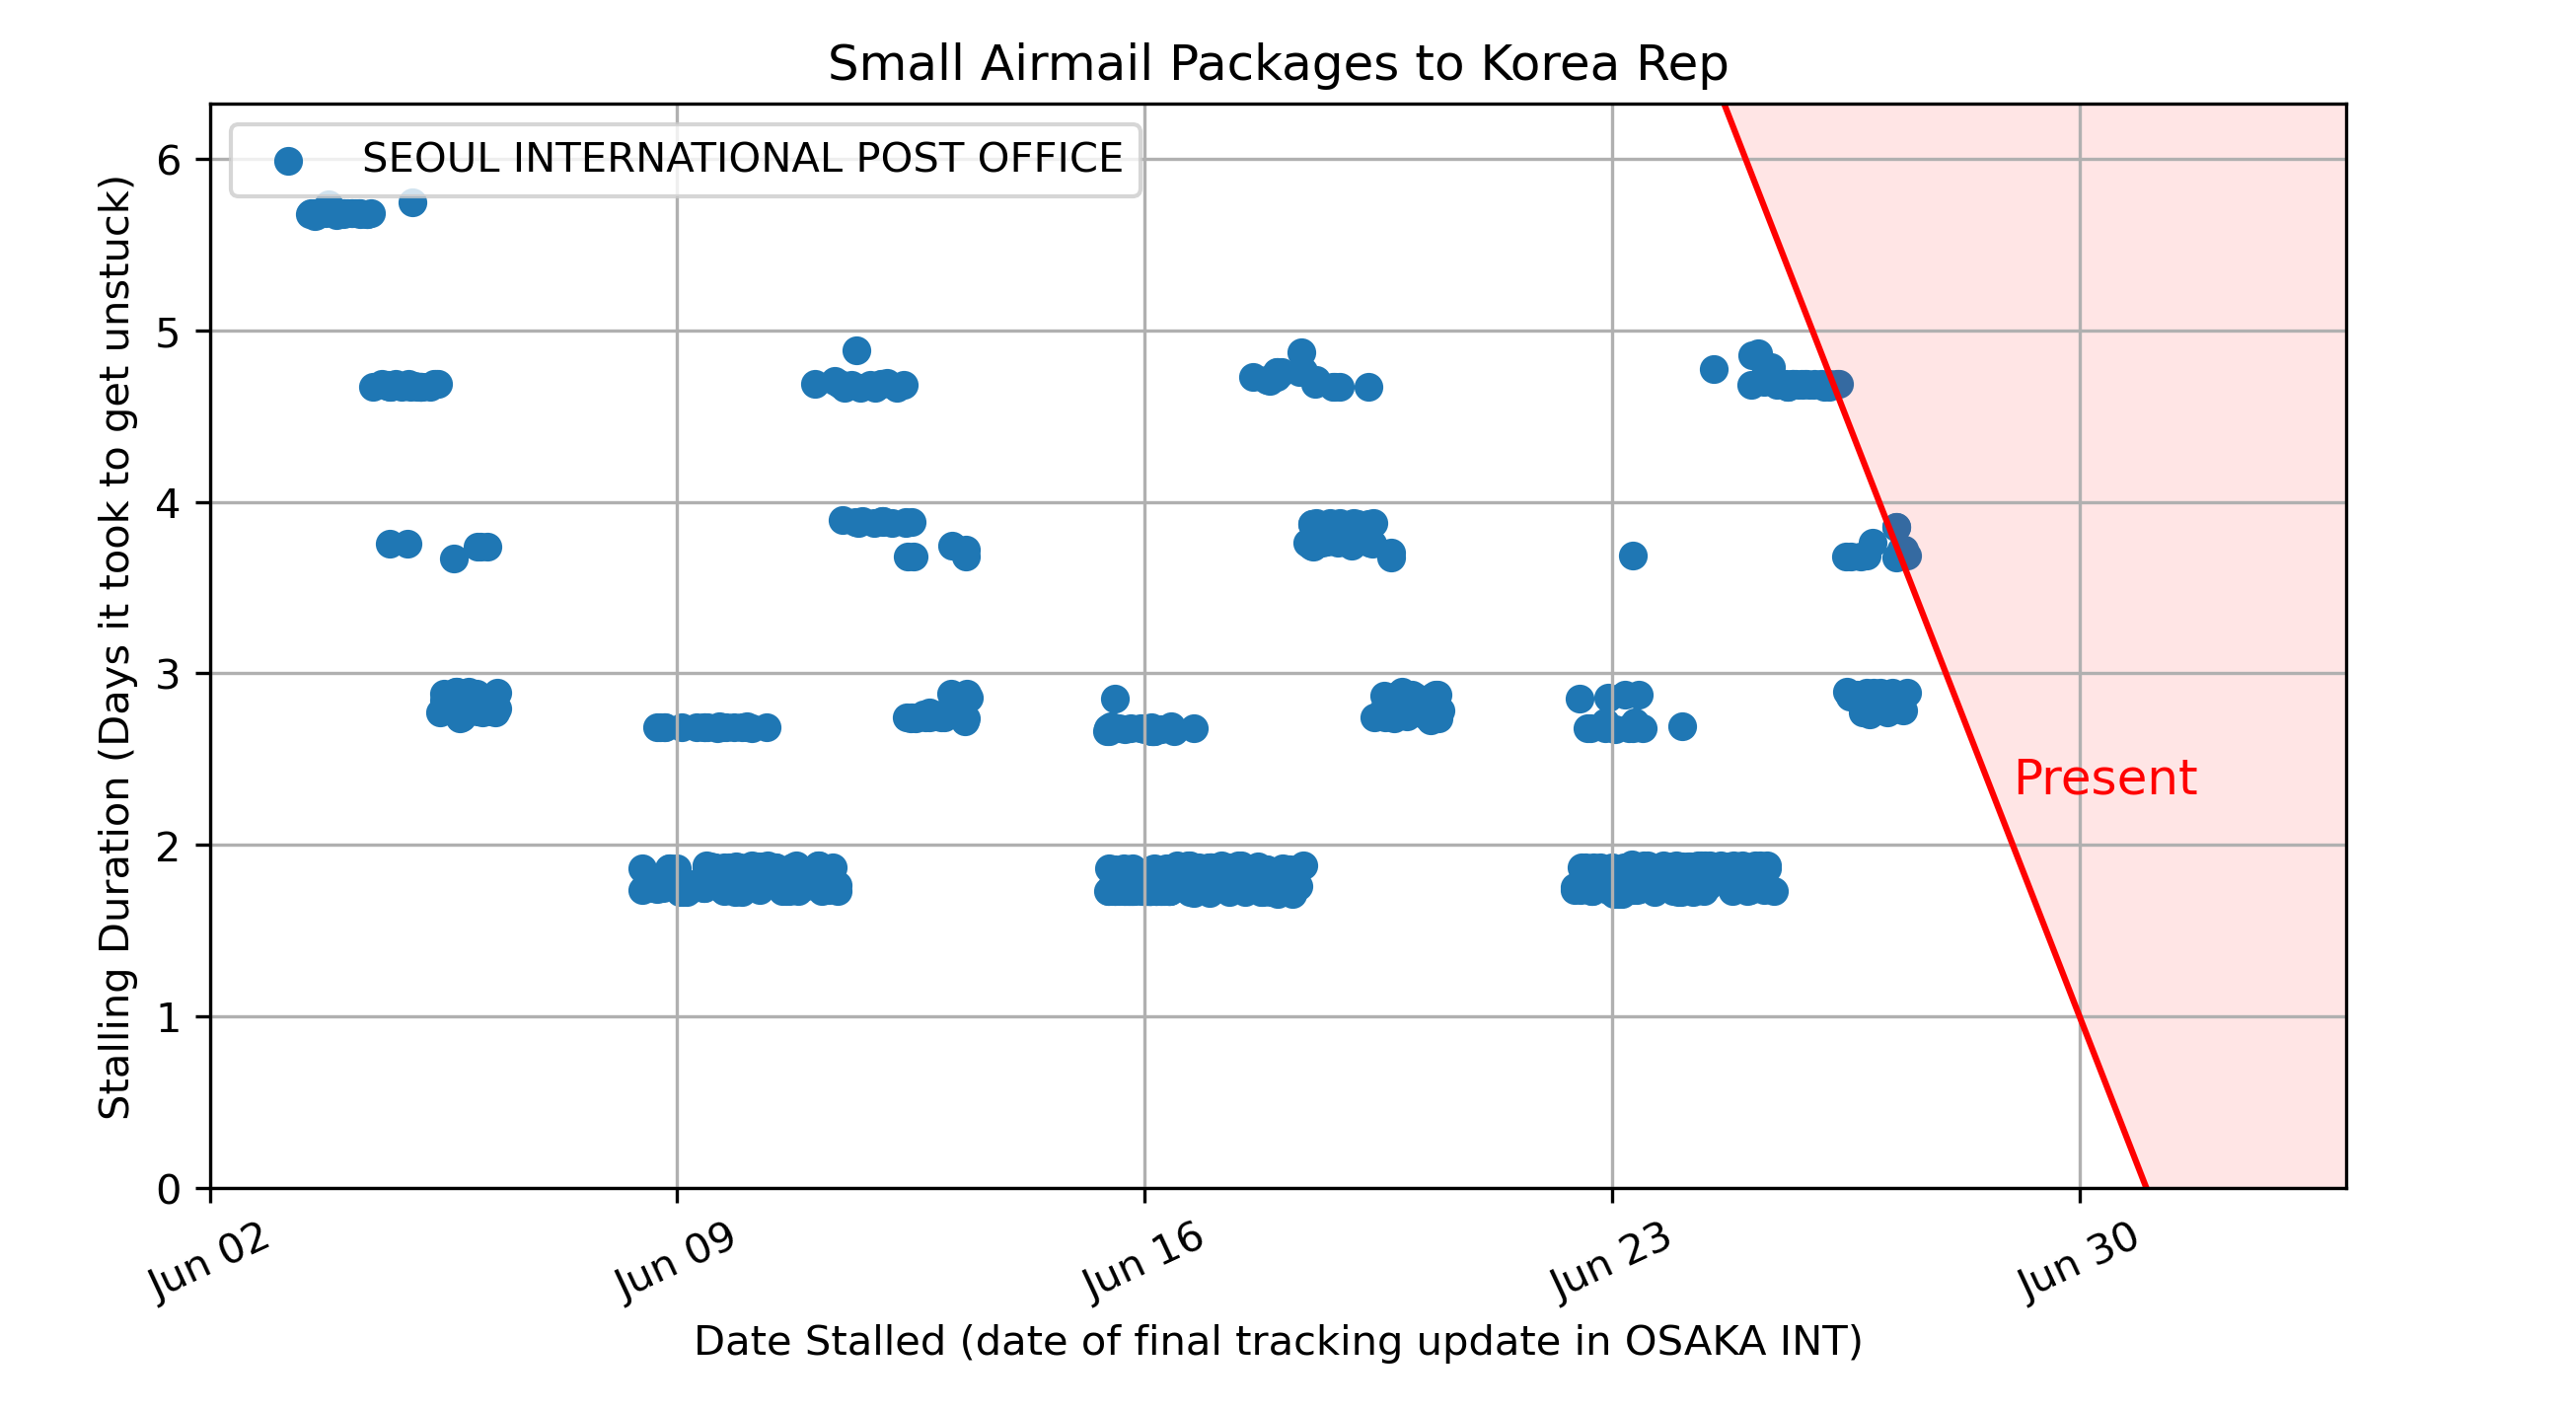 Small Airmail Packages to Korea Rep
SEOUL INTERNATIONAL POST OFFICE
Stalling Duration (Days it took to get unstuck)
6
5
4
3
2
1
0
Present
Jun 02
Jun 09
Jun 16
Jun 23
Jun 30
Date Stalled (date of final tracking update in OSAKA INT)